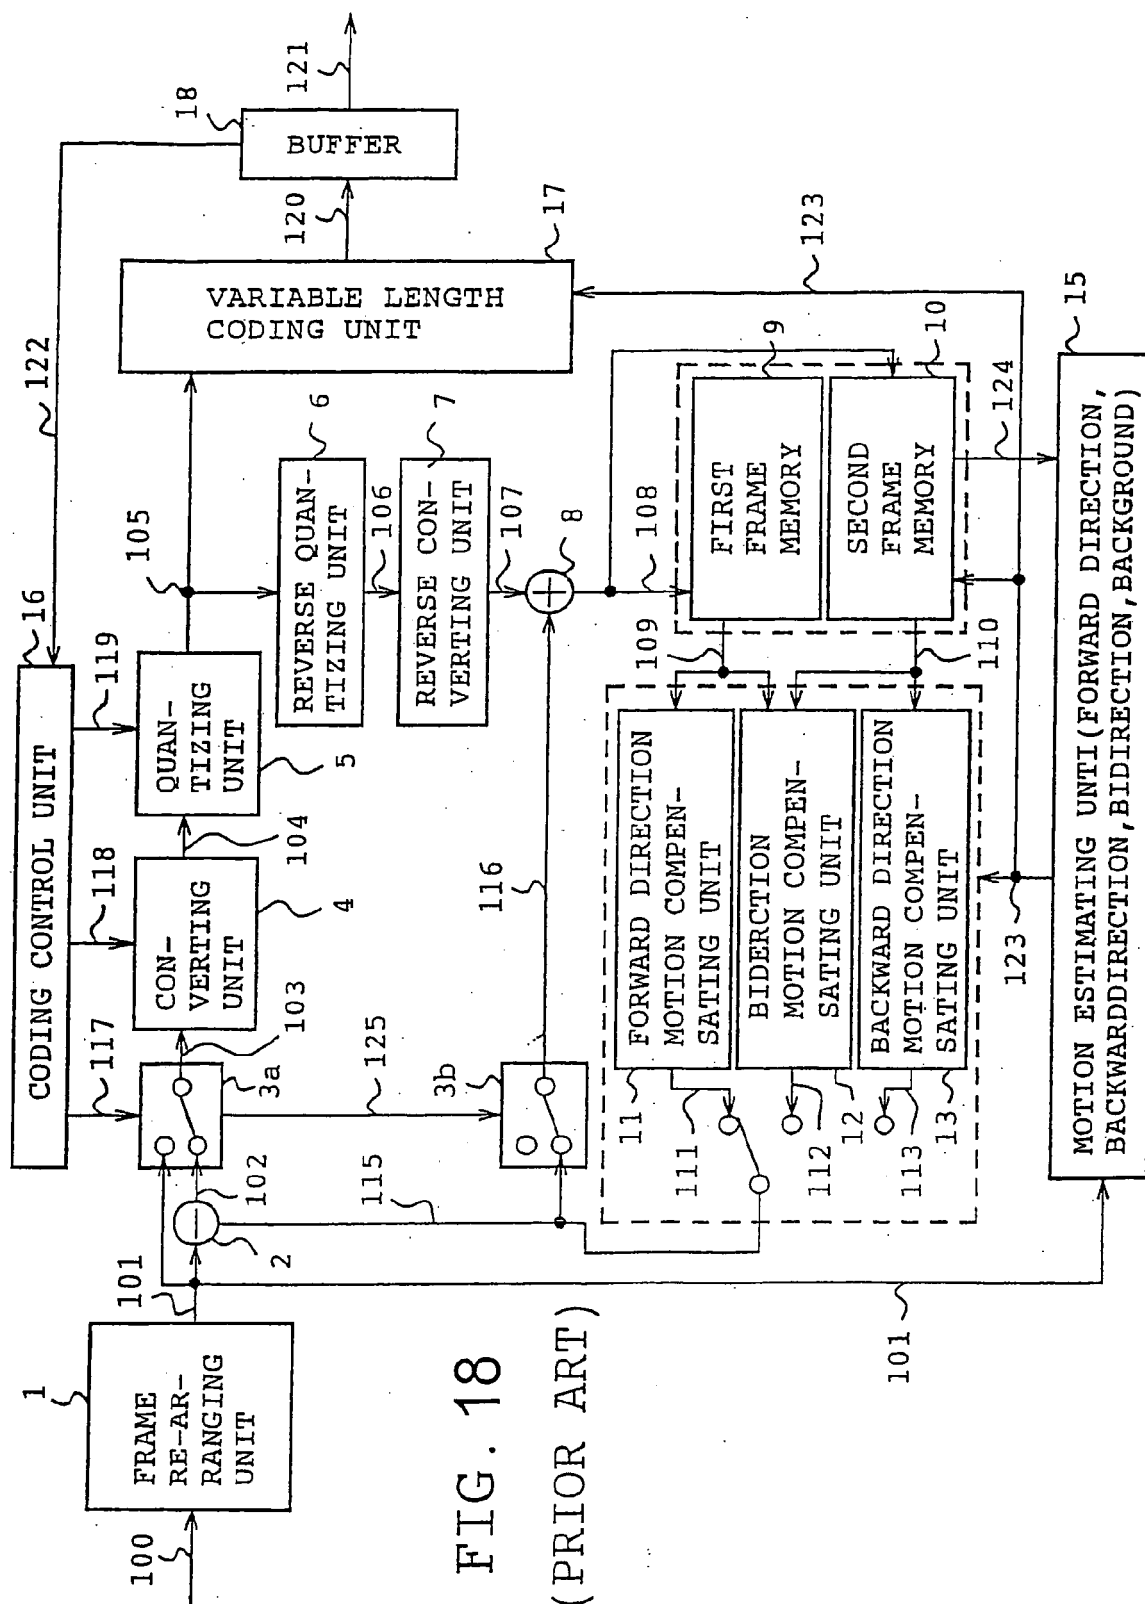 100
1
FRAME
RE-AR-
RANGING
UNIT
101
2
102
115
101
CODING CONTROL UNIT
16
117
118
119
122
3a
103
CON-
VERTING
UNIT
4
104
QUAN-
TIZING
UNIT
5
105
125
3b
116
REVERSE QUAN-
TIZING UNIT
6
106
REVERSE CON-
VERTING UNIT
7
107
8
108
VARIABLE LENGTH
CODING UNIT
17
120
BUFFER
18
121
123
FIRST
FRAME
MEMORY
9
SECOND
FRAME
MEMORY
10
109
110
124
FORWARD DIRECTION
MOTION COMPEN-
SATING UNIT
11
111
BIDERCTION
MOTION COMPEN-
SATING UNIT
12
112
BACKWARD DIRECTION
MOTION COMPEN-
SATING UNIT
13
113
123
15
MOTION ESTIMATING UNTI(FORWARD DIRECTION,
BACKWARDDIRECTION,BIDIRECTION,BACKGROUND)
FIG. 18
(PRIOR ART)